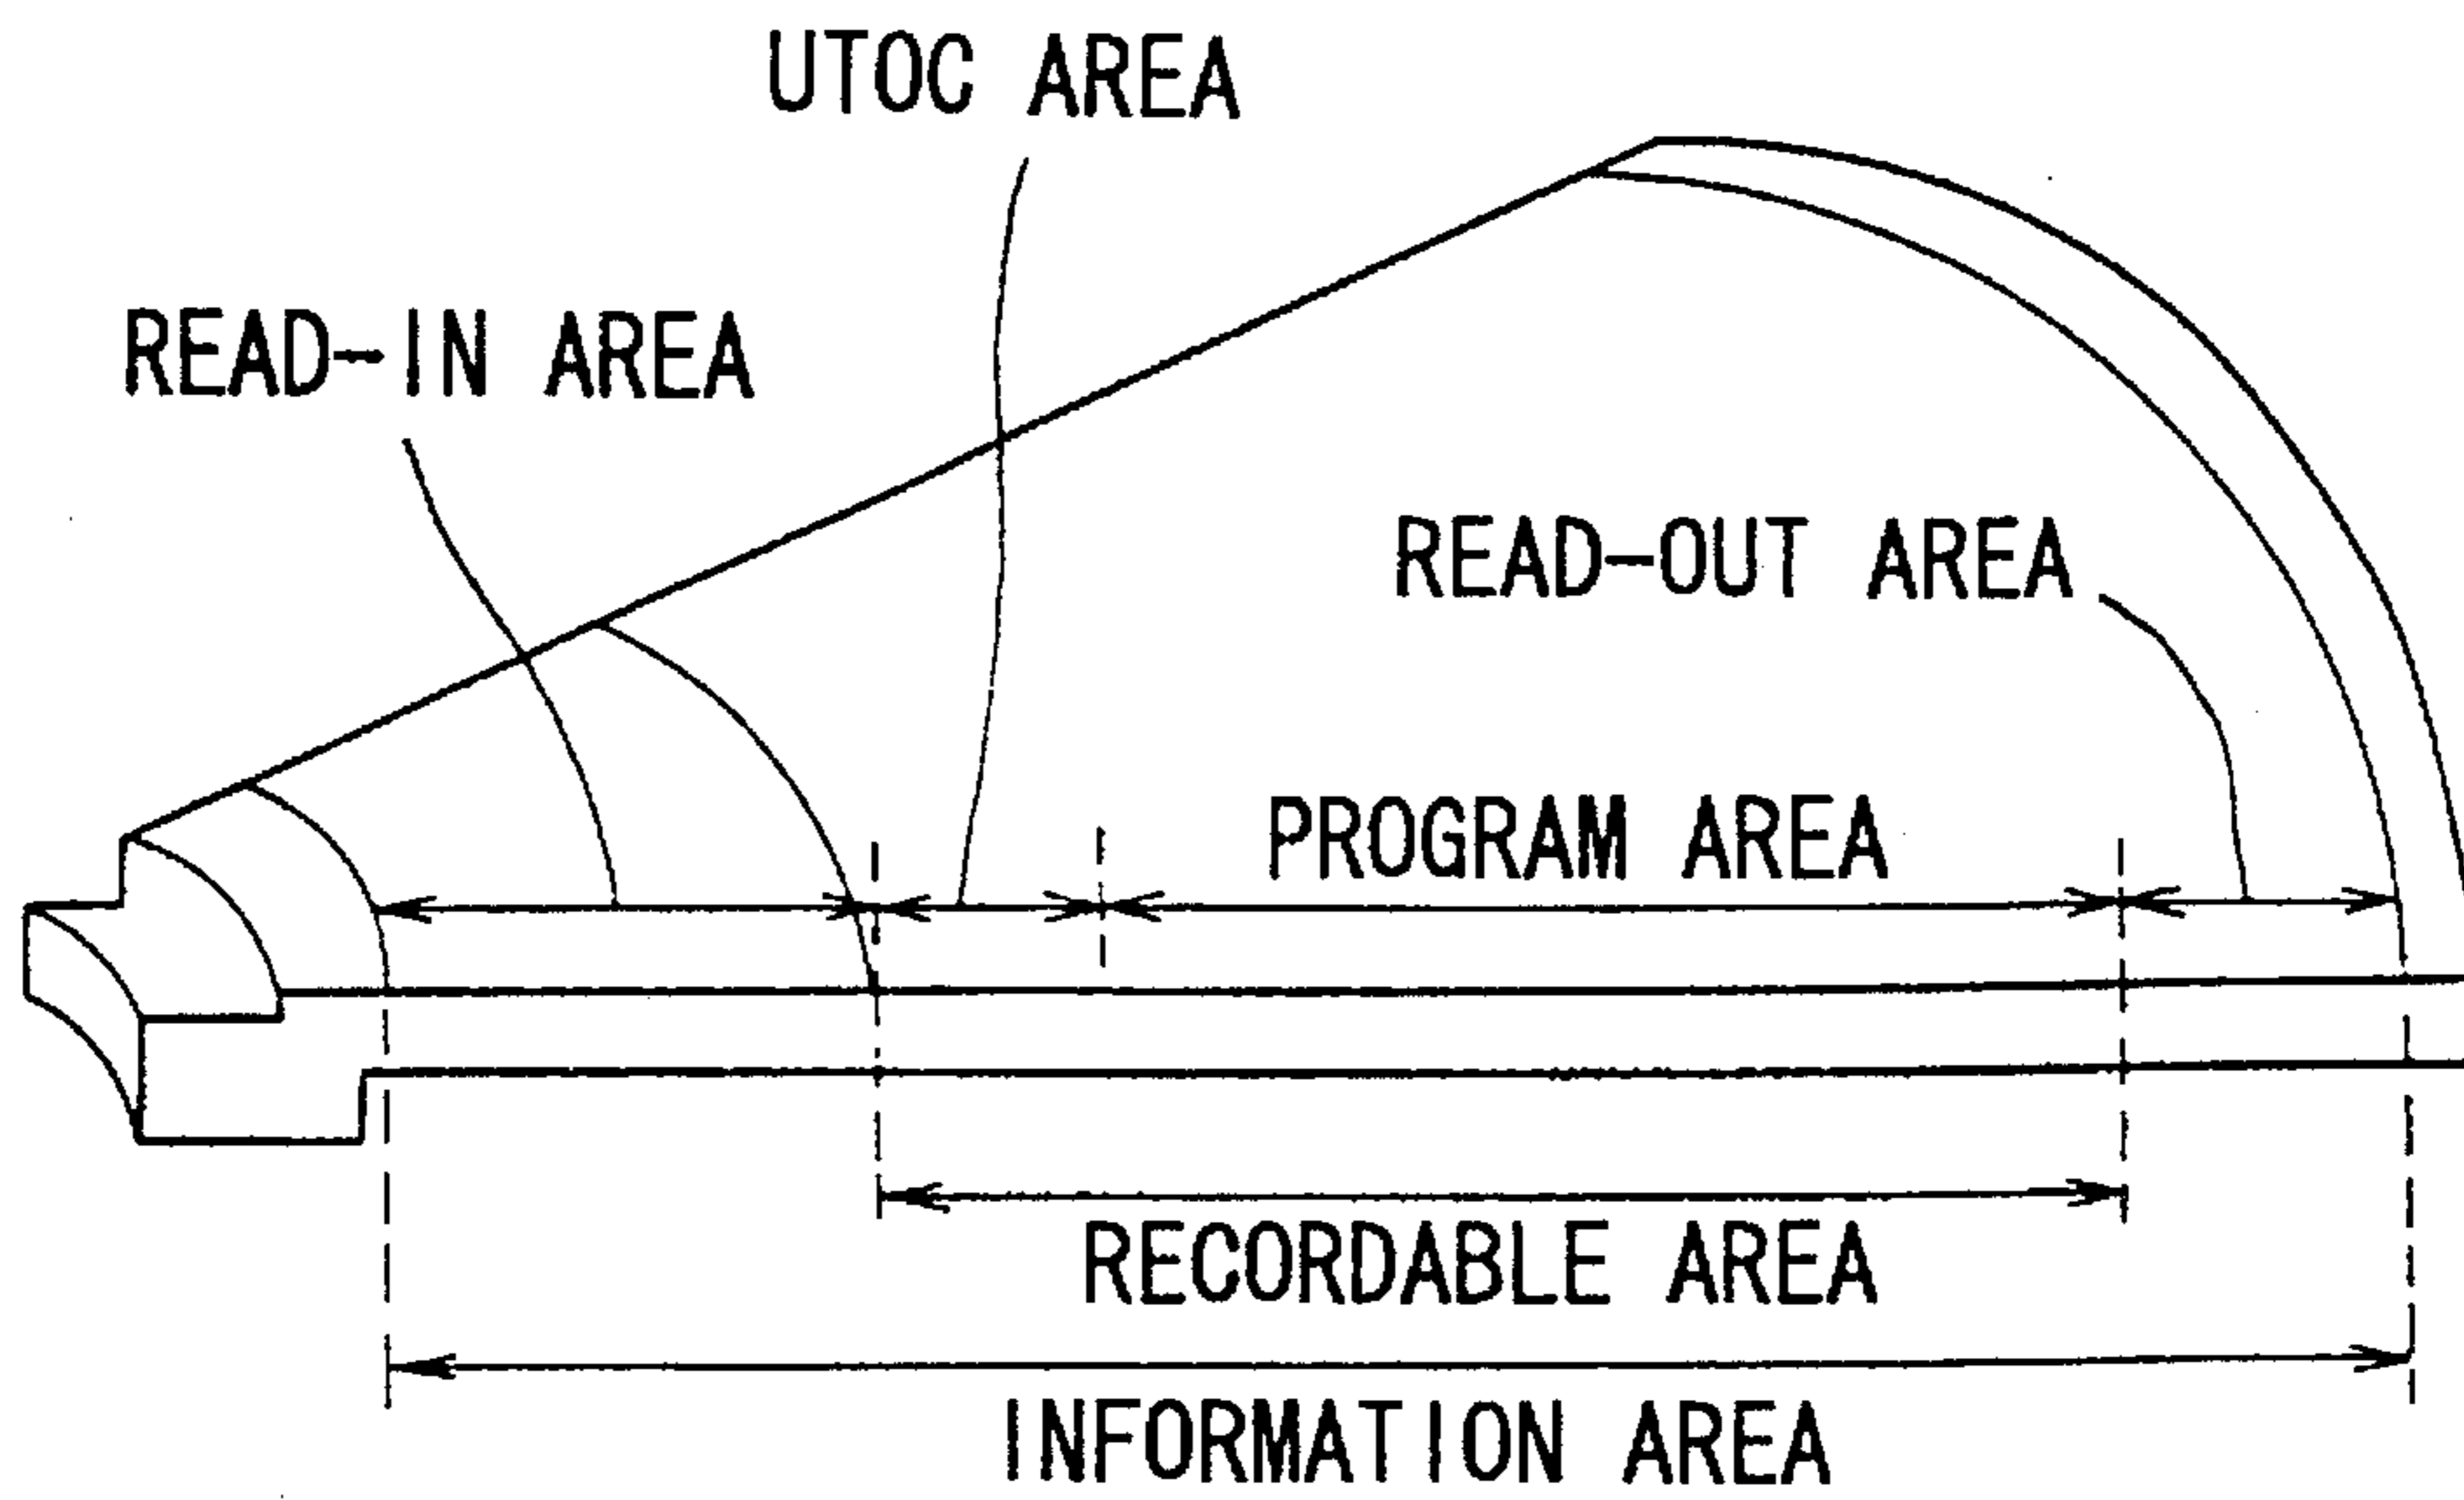 UTOC AREA
READ-IN AREA
READ-OUT AREA
PROGRAM AREA
RECORDABLE AREA
INFORMATION AREA